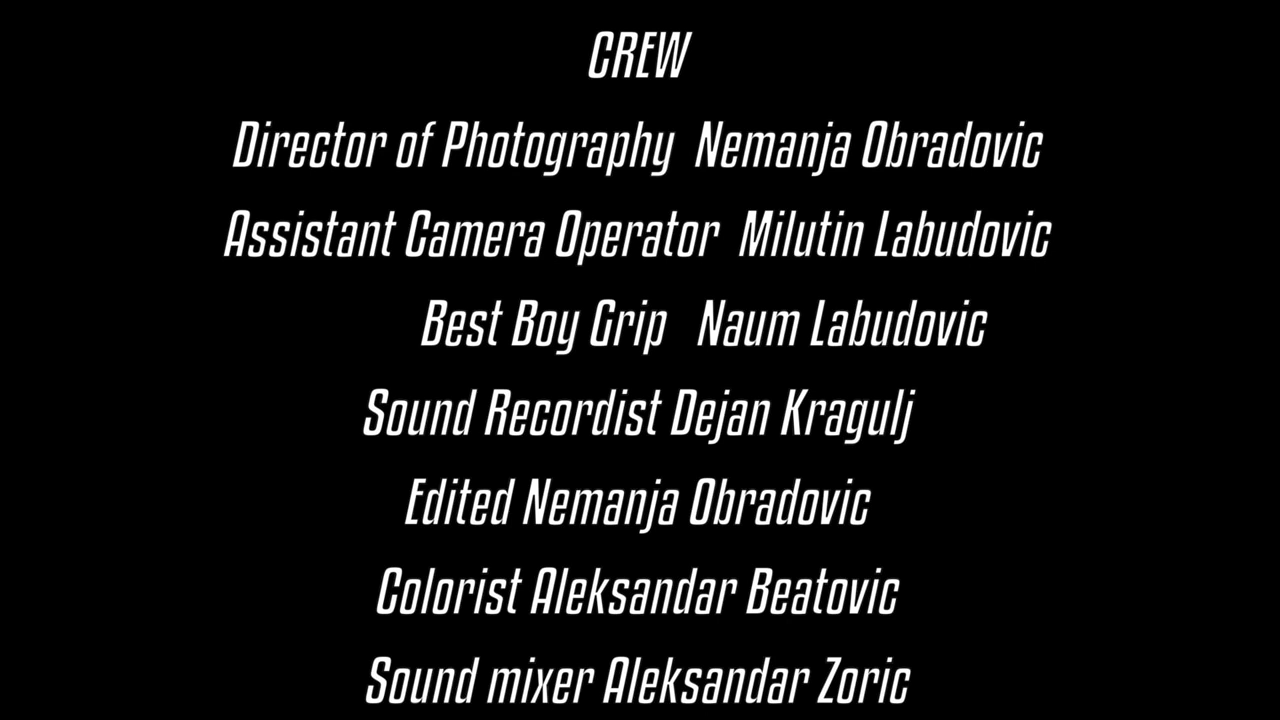 CREW
Director of Photography Nemanja Obradovic
Assistant Camera Operator Milutin Labudovic
Best Boy Grip Naum Labudovic
Sound Recordist Dejan Kragulj
Edited Nemanja Obradovic
Colorist Aleksandar Beatovic
Sound mixer Aleksandar Zoric